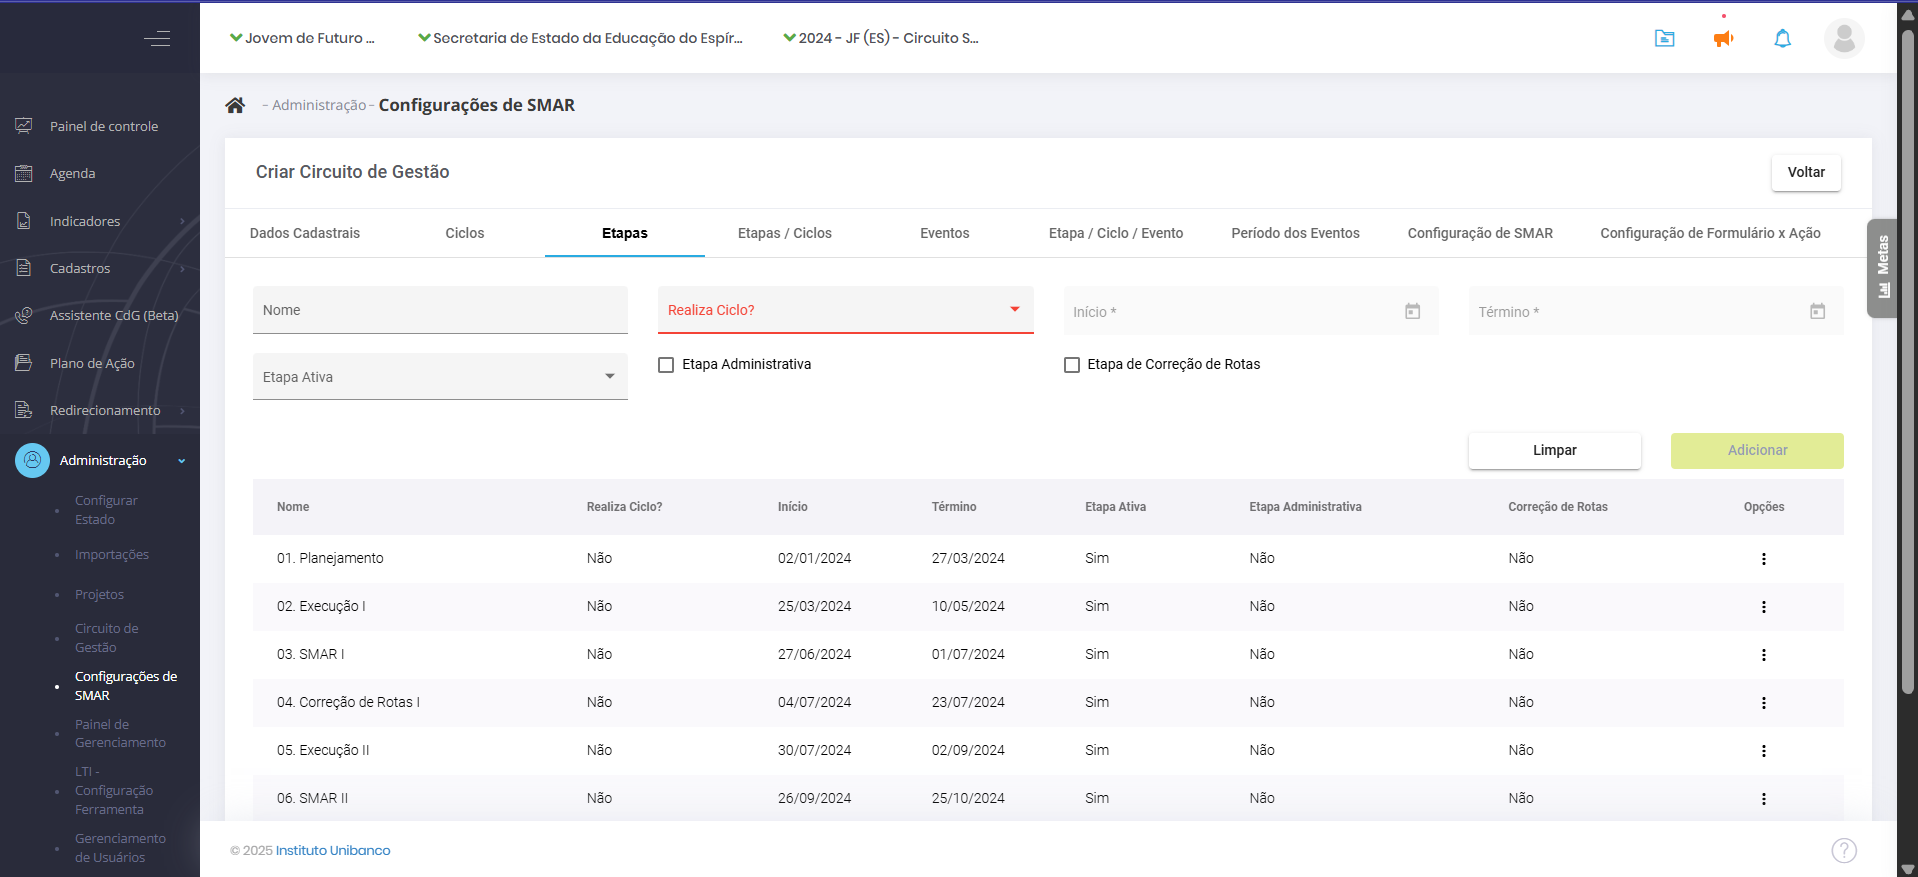 Jovem de Futuro ...
Secretaria de Estado da Educação do Espír...
2024 - JF (ES) - Circuito S...
- Administração - Configurações de SMAR
Painel de controle
Agenda
Indicadores
Cadastros
Assistente CdG (Beta)
Plano de Ação
Redirecionamento
Administração
Configurar
Estado
Importações
Projetos
Circuito de
Gestão
Configurações de
SMAR
Painel de
Gerenciamento
LTI -
Configuração
Ferramenta
Gerenciamento
de Usuários
Criar Circuito de Gestão
Voltar
Dados Cadastrais
Ciclos
Etapas
Etapas / Ciclos
Eventos
Etapa / Ciclo / Evento
Período dos Eventos
Configuração de SMAR
Configuração de Formulário x Ação
Metas
Nome
Realiza Ciclo?
Início *
Término *
Etapa Ativa
Etapa Administrativa
Etapa de Correção de Rotas
Limpar
Adicionar
Nome Realiza Ciclo? Início Término Etapa Ativa Etapa Administrativa Correção de Rotas Opções
01. Planejamento Não 02/01/2024 27/03/2024 Sim Não Não
02. Execução I Não 25/03/2024 10/05/2024 Sim Não Não
03. SMAR I Não 27/06/2024 01/07/2024 Sim Não Não
04. Correção de Rotas I Não 04/07/2024 23/07/2024 Sim Não Não
05. Execução II Não 30/07/2024 02/09/2024 Sim Não Não
06. SMAR II Não 26/09/2024 25/10/2024 Sim Não Não
© 2025 Instituto Unibanco